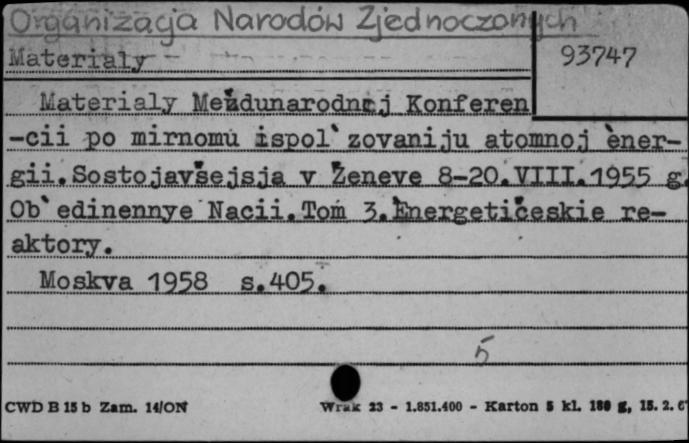 Organizacja Narodów Zjednoczonych
Materialy
93747
Materialy Meždunarodnoj Konferen
-cii po mirnomu ispol`zovaniju atomnoj ėner-
gii.Sostojavšejsja v Ženeve 8-20.VIII.1955 g.
Ob`edinennye Nacii.Tom 3.Ėnergetičeskie re-
aktory.
Moskva 1958 s.405.
5
CWD B 15 b Zam. 14/ON
Wrak 23 - 1.851.400 - Karton 5 kl. 180 g, 15. 2. 6